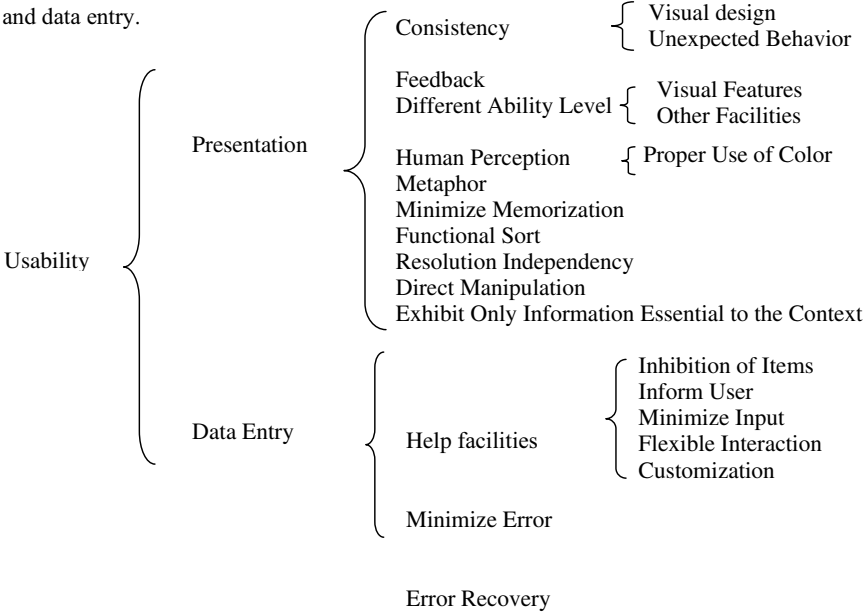 and data entry.
Usability
Presentation
Consistency
Visual design
Unexpected Behavior
Feedback
Different Ability Level
Visual Features
Other Facilities
Human Perception
Proper Use of Color
Metaphor
Minimize Memorization
Functional Sort
Resolution Independency
Direct Manipulation
Exhibit Only Information Essential to the Context
Data Entry
Help facilities
Inhibition of Items
Inform User
Minimize Input
Flexible Interaction
Customization
Minimize Error
Error Recovery